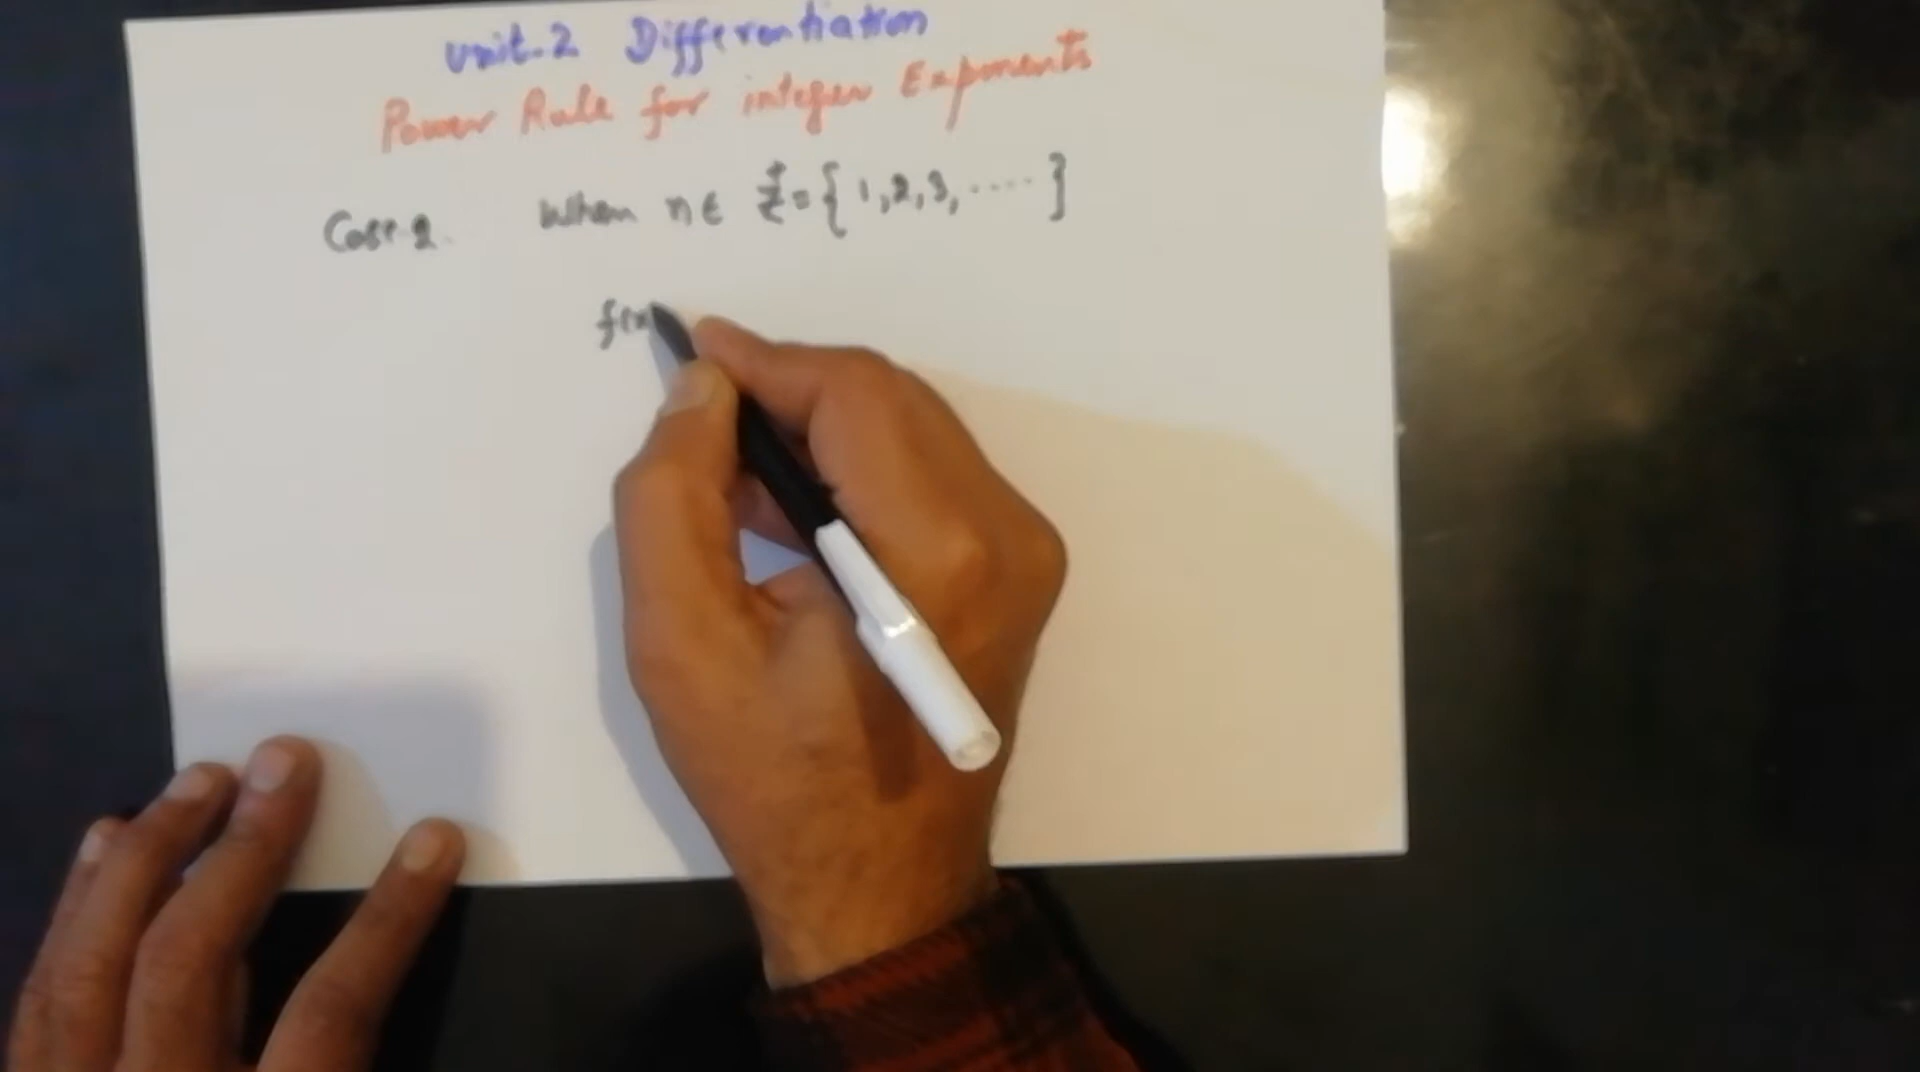 Unit-2 Differentiation
Power Rule for integer Exponents
Case-2 When n ∈ Z⁺ = { 1, 2, 3, ..... }
f(x